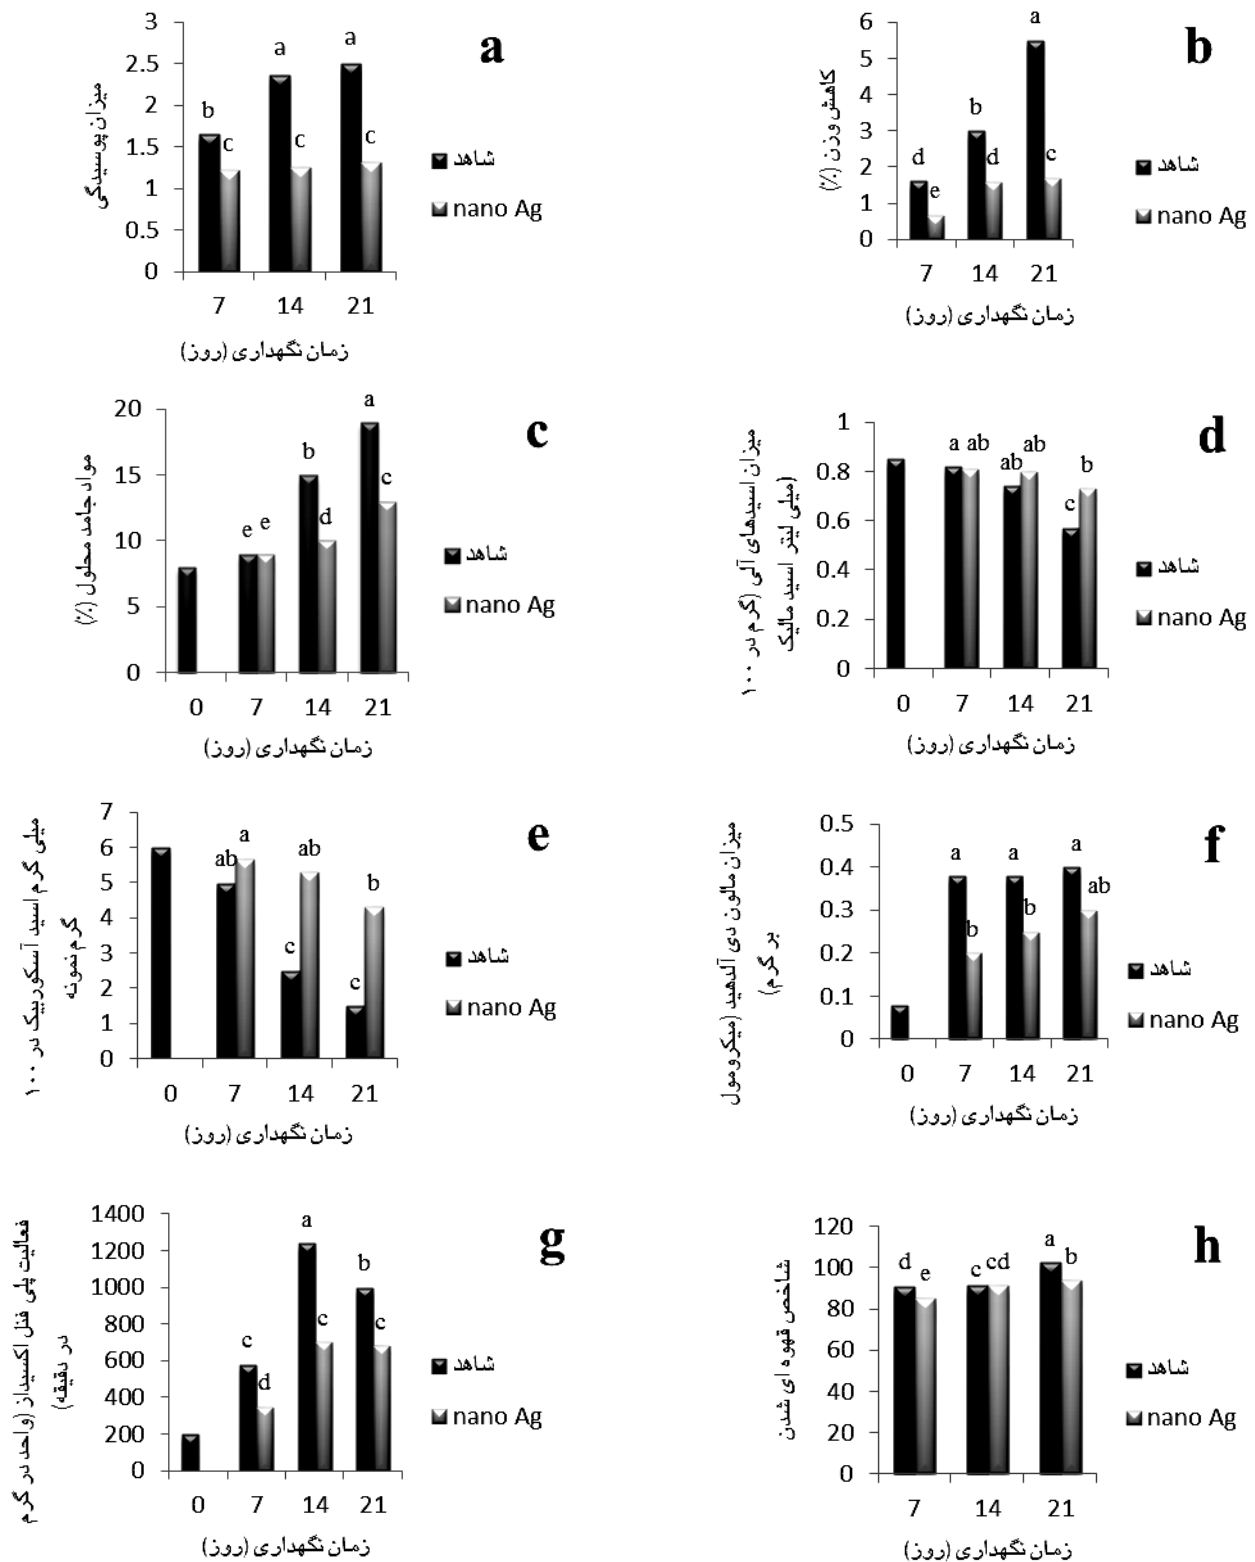 a
میزان پوسیدگی
3
2.5
2
1.5
1
0.5
0
b
c
a
c
a
c
7
14
21
زمان نگهداری (روز)
شاهد
nano Ag
b
کاهش وزن (٪)
6
5
4
3
2
1
0
d
e
b
d
a
c
7
14
21
زمان نگهداری (روز)
شاهد
nano Ag
c
مواد جامد محلول (٪)
20
15
10
5
0
e
e
b
d
a
c
0
7
14
21
زمان نگهداری (روز)
شاهد
nano Ag
d
میزان اسیدهای آلی (گرم در ۱۰۰
میلی لیتر اسید مالیک)
1
0.8
0.6
0.4
0.2
0
a
ab
ab
ab
c
b
0
7
14
21
زمان نگهداری (روز)
شاهد
nano Ag
e
میلی گرم اسید آسکوربیک در ۱۰۰
گرم نمونه
7
6
5
4
3
2
1
0
ab
a
c
ab
c
b
0
7
14
21
زمان نگهداری (روز)
شاهد
nano Ag
f
میزان مالون دی آلدهید (میکرومول
بر گرم)
0.5
0.4
0.3
0.2
0.1
0
a
b
a
b
a
ab
0
7
14
21
زمان نگهداری (روز)
شاهد
nano Ag
g
فعالیت پلی فنل اکسیداز (واحد در گرم
در دقیقه)
1400
1200
1000
800
600
400
200
0
c
d
a
c
b
c
0
7
14
21
زمان نگهداری (روز)
شاهد
nano Ag
h
شاخص قهوه ای شدن
120
100
80
60
40
20
0
d
e
c
cd
a
b
7
14
21
زمان نگهداری (روز)
شاهد
nano Ag